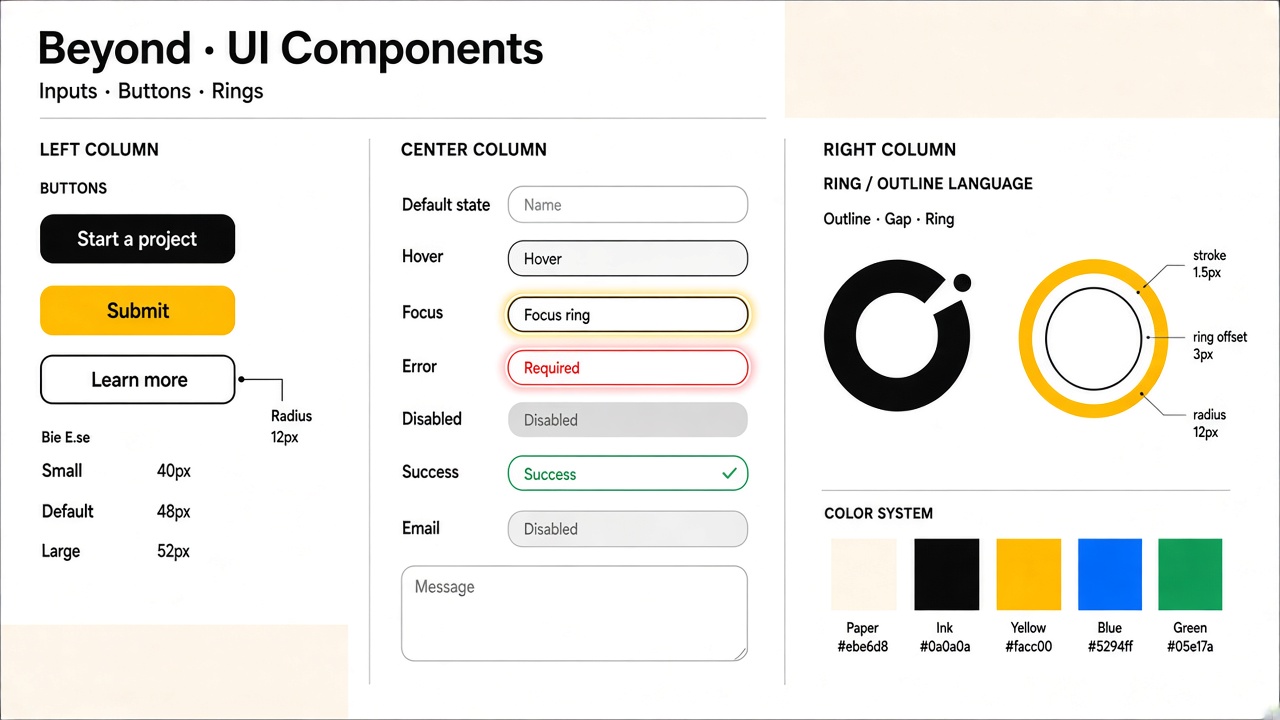 Beyond · UI Components
Inputs · Buttons · Rings
LEFT COLUMN
BUTTONS
Start a project
Submit
Learn more
Radius
12px
Bie E.se
Small 40px
Default 48px
Large 52px
CENTER COLUMN
Default state Name
Hover Hover
Focus Focus ring
Error Required
Disabled Disabled
Success Success
Email Disabled
Message
RIGHT COLUMN
RING / OUTLINE LANGUAGE
Outline · Gap · Ring
stroke
1.5px
ring offset
3px
radius
12px
COLOR SYSTEM
Paper Ink Yellow Blue Green
#ebe6d8 #0a0a0a #facc00 #5294ff #05e17a